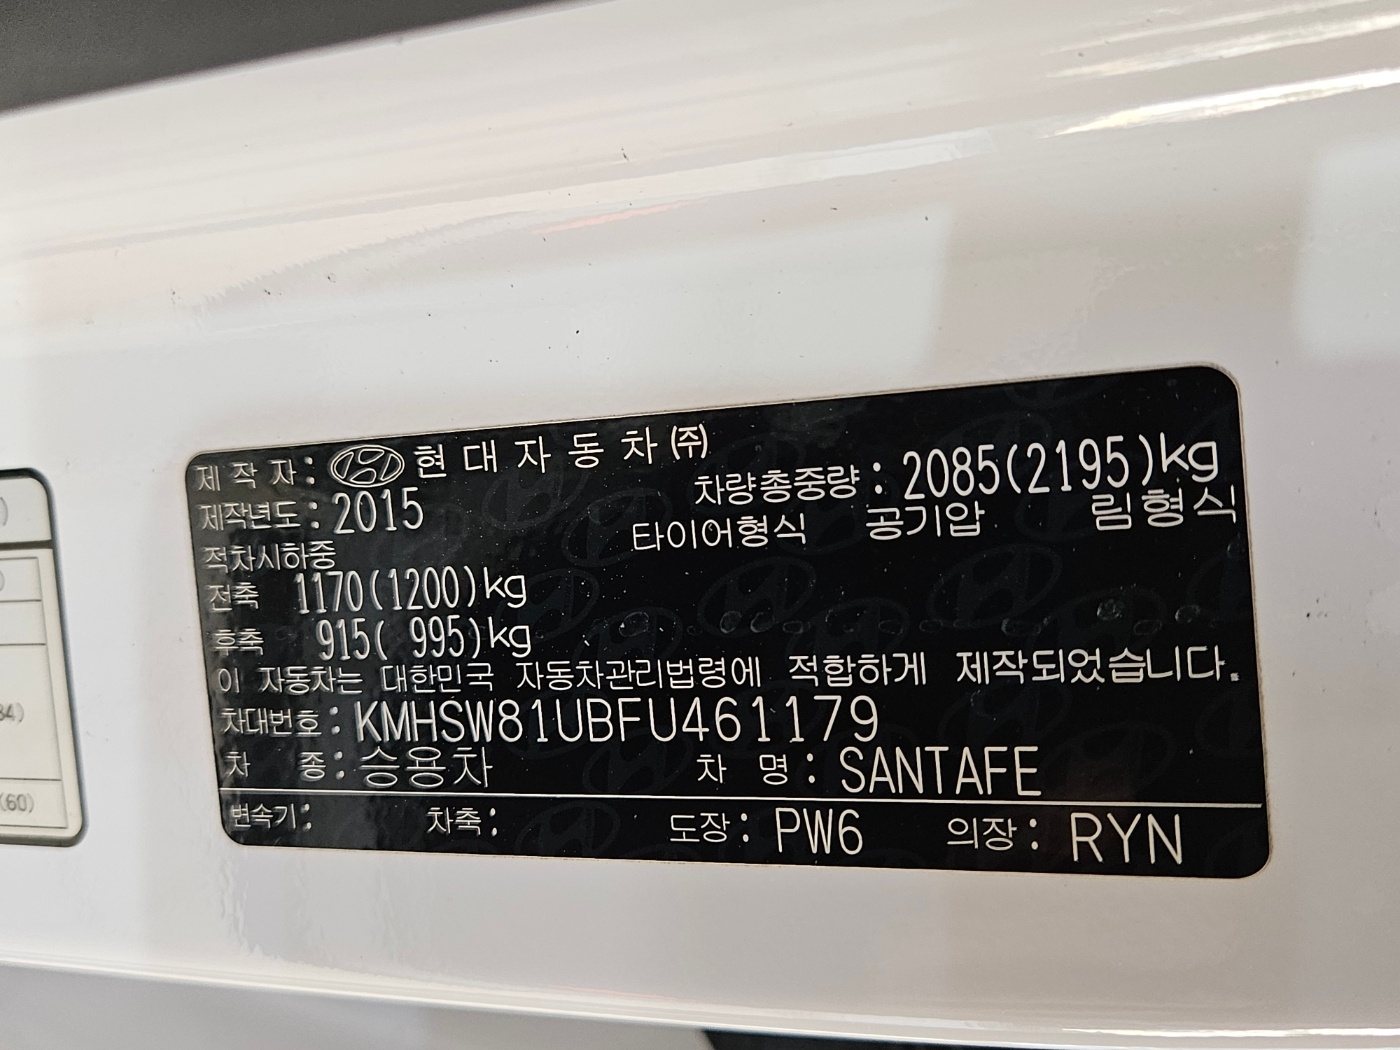 제작자: 현대자동차(주)
차량총중량: 2085(2195)kg
제작년도: 2015
타이어형식 공기압 림형식
적차시하중
전축 1170(1200)kg
후축 915( 995)kg
이 자동차는 대한민국 자동차관리법령에 적합하게 제작되었습니다.
차대번호: KMHSW81UBFU461179
차 종: 승용차 차 명: SANTAFE
변속기: 차축: 도장: PW6 의장: RYN
(60)